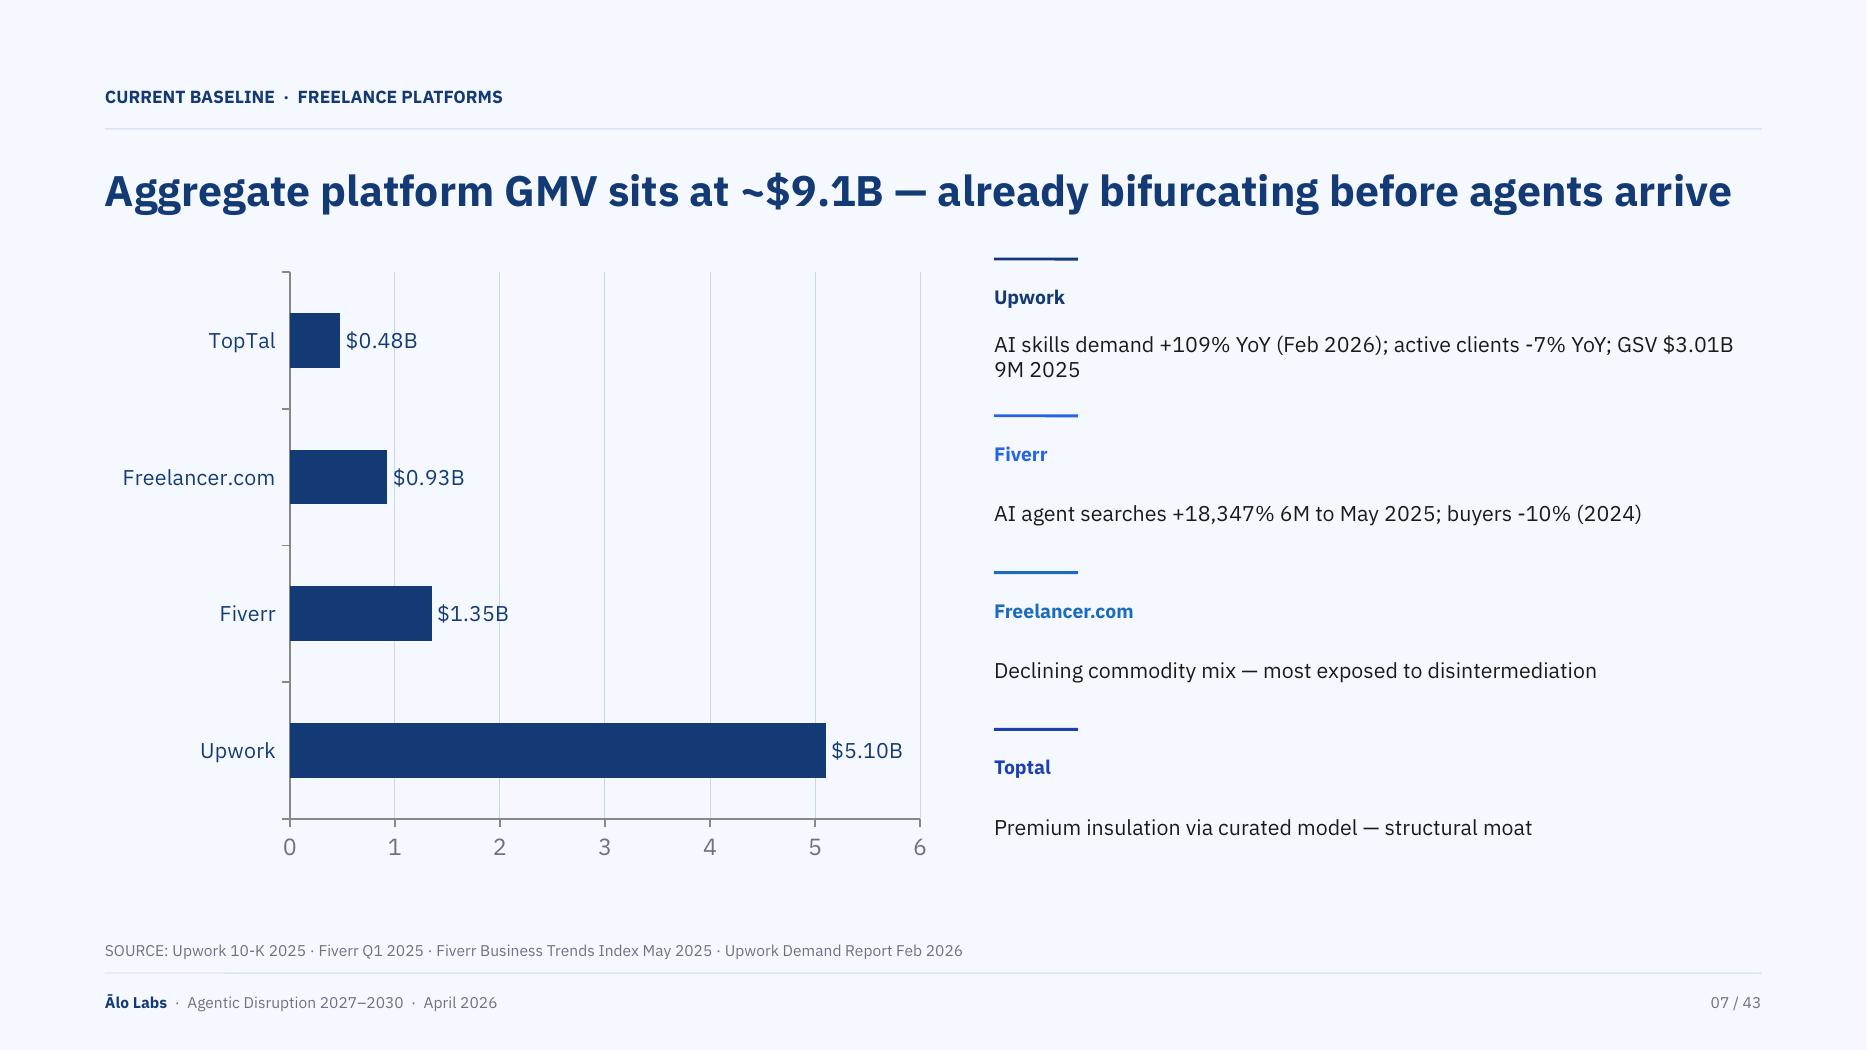 CURRENT BASELINE · FREELANCE PLATFORMS
Aggregate platform GMV sits at ~$9.1B — already bifurcating before agents arrive
TopTal
$0.48B
Freelancer.com
$0.93B
Fiverr
$1.35B
Upwork
$5.10B
0 1 2 3 4 5 6
Upwork
AI skills demand +109% YoY (Feb 2026); active clients -7% YoY; GSV $3.01B
9M 2025
Fiverr
AI agent searches +18,347% 6M to May 2025; buyers -10% (2024)
Freelancer.com
Declining commodity mix — most exposed to disintermediation
Toptal
Premium insulation via curated model — structural moat
SOURCE: Upwork 10-K 2025 · Fiverr Q1 2025 · Fiverr Business Trends Index May 2025 · Upwork Demand Report Feb 2026
Ālo Labs · Agentic Disruption 2027–2030 · April 2026
07 / 43